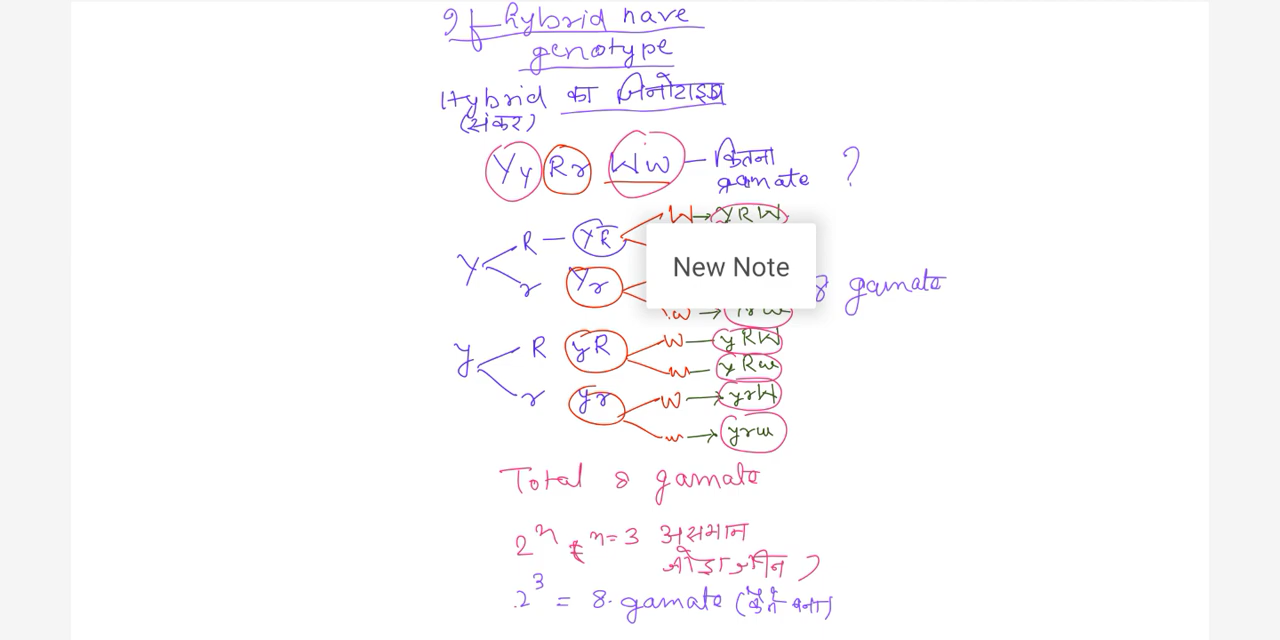 If hybrid have
genotype
Hybrid का जिनोटाइप
(संकर)
Yy Rr Ww — कितना
gamate ?
W → YRW
R — YR
Y
New Note
r Yr
8 gamate
w →
R yR W — yRW
y
w — yRw
r yr W → yrW
w → yrw
Total 8 gamate
2ⁿ n=3 असमान
जोड़ा जीन )
2³ = 8 gamate